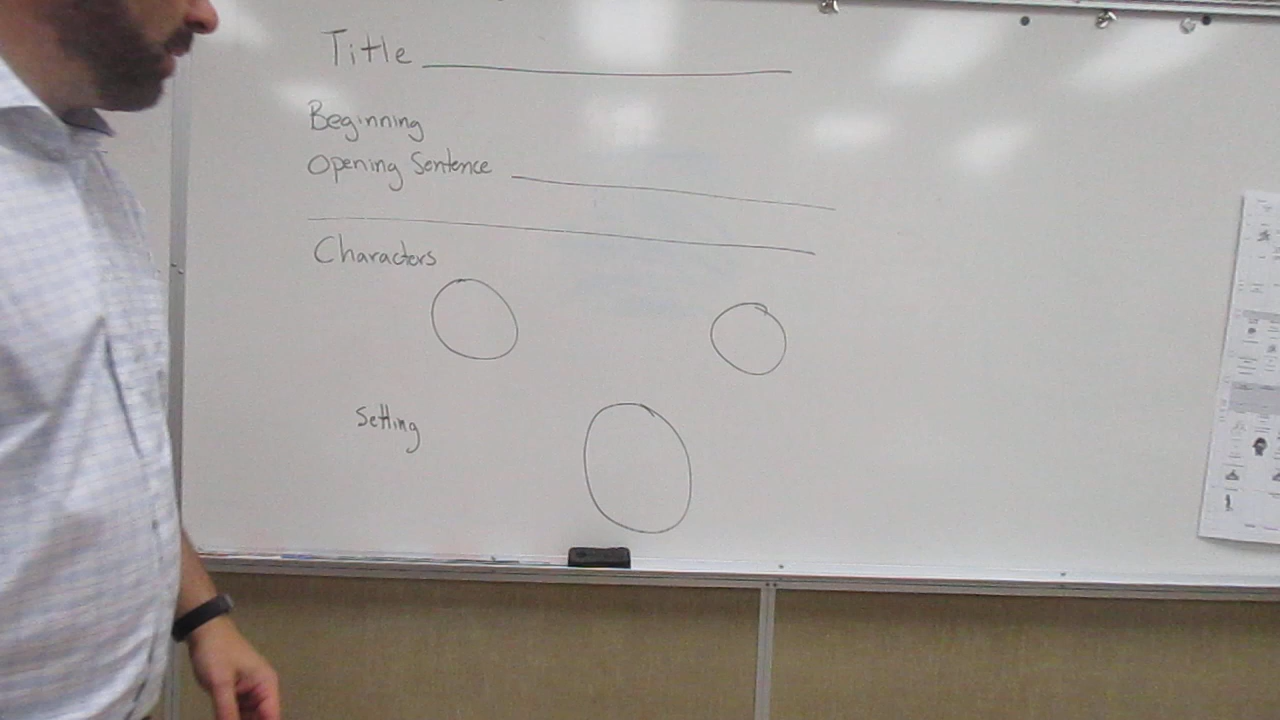 Title
Beginning
Opening Sentence
Characters
Setting